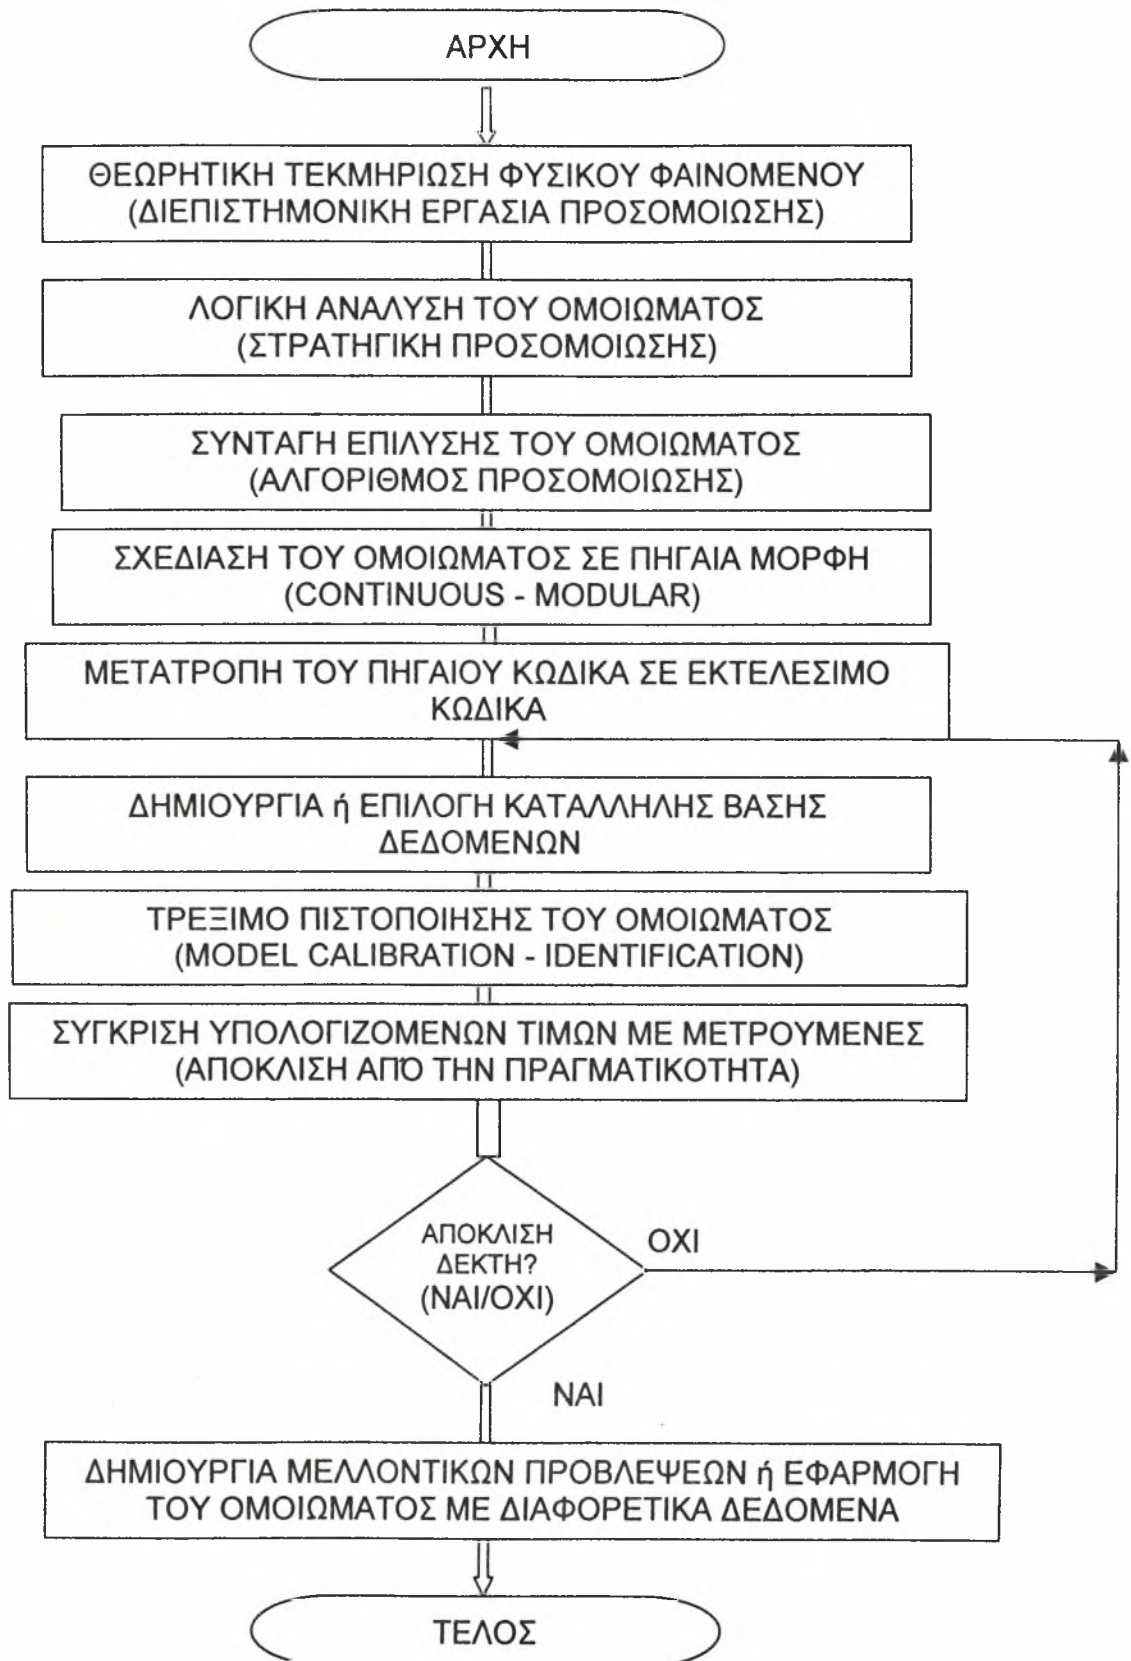 ΑΡΧΗ
ΘΕΩΡΗΤΙΚΗ ΤΕΚΜΗΡΙΩΣΗ ΦΥΣΙΚΟΥ ΦΑΙΝΟΜΕΝΟΥ
(ΔΙΕΠΙΣΤΗΜΟΝΙΚΗ ΕΡΓΑΣΙΑ ΠΡΟΣΟΜΟΙΩΣΗΣ)
ΛΟΓΙΚΗ ΑΝΑΛΥΣΗ ΤΟΥ ΟΜΟΙΩΜΑΤΟΣ
(ΣΤΡΑΤΗΓΙΚΗ ΠΡΟΣΟΜΟΙΩΣΗΣ)
ΣΥΝΤΑΓΗ ΕΠΙΛΥΣΗΣ ΤΟΥ ΟΜΟΙΩΜΑΤΟΣ
(ΑΛΓΟΡΙΘΜΟΣ ΠΡΟΣΟΜΟΙΩΣΗΣ)
ΣΧΕΔΙΑΣΗ ΤΟΥ ΟΜΟΙΩΜΑΤΟΣ ΣΕ ΠΗΓΑΙΑ ΜΟΡΦΗ
(CONTINUOUS - MODULAR)
ΜΕΤΑΤΡΟΠΗ ΤΟΥ ΠΗΓΑΙΟΥ ΚΩΔΙΚΑ ΣΕ ΕΚΤΕΛΕΣΙΜΟ
ΚΩΔΙΚΑ
ΔΗΜΙΟΥΡΓΙΑ ή ΕΠΙΛΟΓΗ ΚΑΤΑΛΛΗΛΗΣ ΒΑΣΗΣ
ΔΕΔΟΜΕΝΩΝ
ΤΡΕΞΙΜΟ ΠΙΣΤΟΠΟΙΗΣΗΣ ΤΟΥ ΟΜΟΙΩΜΑΤΟΣ
(MODEL CALIBRATION - IDENTIFICATION)
ΣΥΓΚΡΙΣΗ ΥΠΟΛΟΓΙΖΟΜΕΝΩΝ ΤΙΜΩΝ ΜΕ ΜΕΤΡΟΥΜΕΝΕΣ
(ΑΠΟΚΛΙΣΗ ΑΠΌ ΤΗΝ ΠΡΑΓΜΑΤΙΚΟΤΗΤΑ)
ΑΠΟΚΛΙΣΗ
ΔΕΚΤΗ?
(ΝΑΙ/ΟΧΙ)
ΟΧΙ
ΝΑΙ
ΔΗΜΙΟΥΡΓΙΑ ΜΕΛΛΟΝΤΙΚΩΝ ΠΡΟΒΛΕΨΕΩΝ ή ΕΦΑΡΜΟΓΗ
ΤΟΥ ΟΜΟΙΩΜΑΤΟΣ ΜΕ ΔΙΑΦΟΡΕΤΙΚΑ ΔΕΔΟΜΕΝΑ
ΤΕΛΟΣ